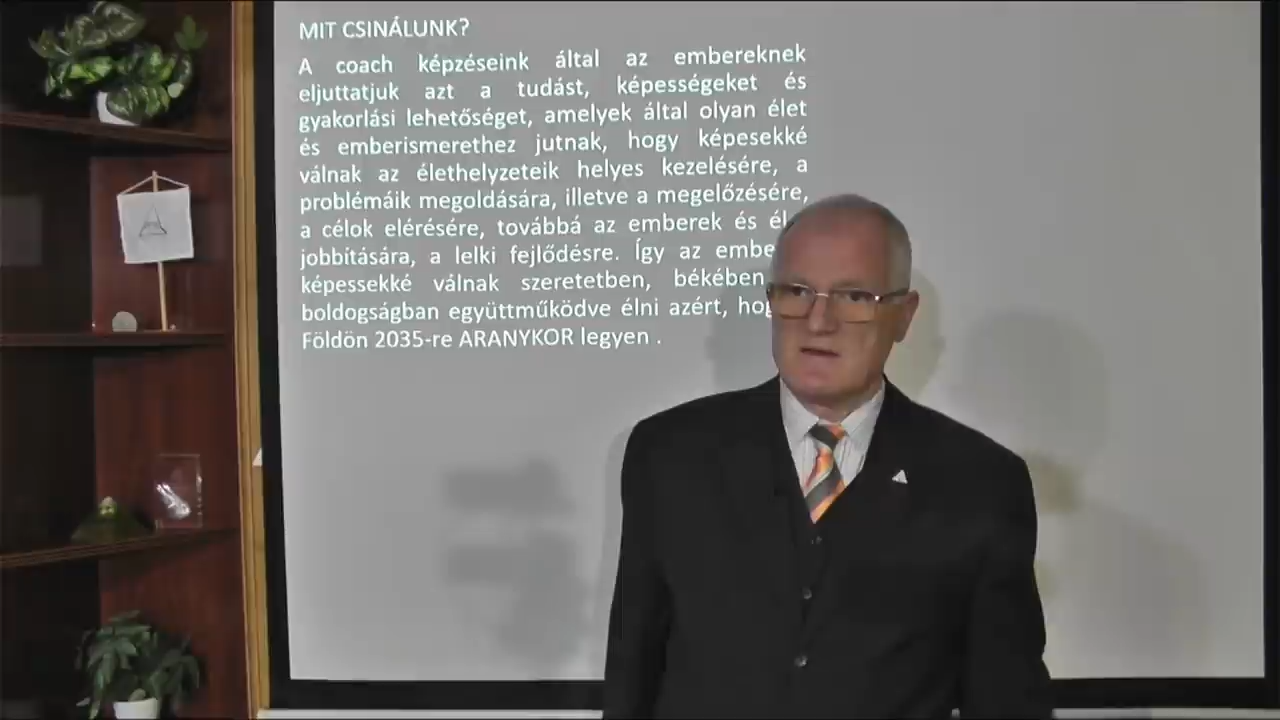 MIT CSINÁLUNK?
A coach képzéseink által az embereknek
eljuttatjuk azt a tudást, képességeket és
gyakorlási lehetőséget, amelyek által olyan élet
és emberismerethez jutnak, hogy képesekké
válnak az élethelyzeteik helyes kezelésére, a
problémáik megoldására, illetve a megelőzésére,
a célok elérésére, továbbá az emberek és
jobbítására, a lelki fejlődésre. Így az
képessekké válnak szeretetben, békében
boldogságban együttműködve élni azért,
Földön 2035-re ARANYKOR legyen .